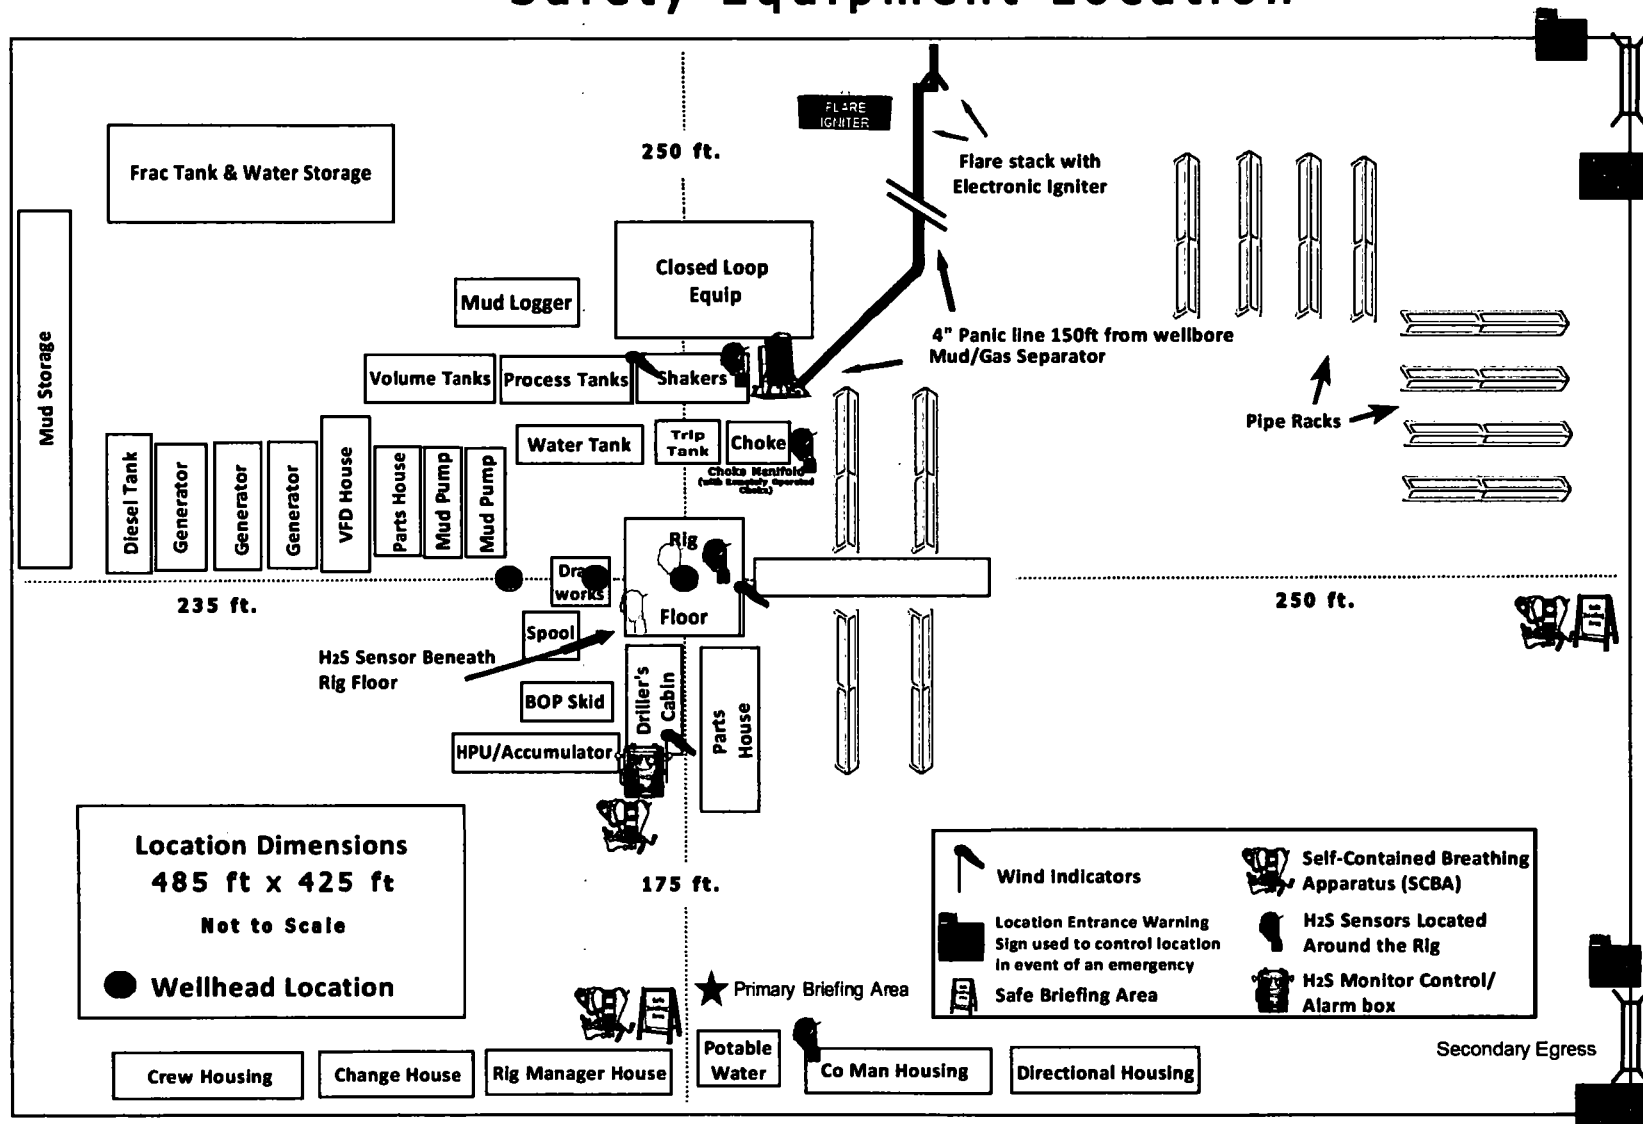 Safety Equipment Location
FLARE
IGNITER
250 ft.
Flare stack with
Electronic Igniter
Frac Tank & Water Storage
Closed Loop
Equip
Mud Logger
4" Panic line 150ft from wellbore
Mud/Gas Separator
Mud Storage
Volume Tanks
Process Tanks
Shakers
Pipe Racks
Water Tank
Trip
Tank
Choke
Choke Manifold
(with Remotely Operated
Choke)
Diesel Tank
Generator
Generator
Generator
VFD House
Parts House
Mud Pump
Mud Pump
Rig
Floor
Draw
works
235 ft.
250 ft.
Spool
H2S Sensor Beneath
Rig Floor
Driller's
Cabin
Parts
House
BOP Skid
HPU/Accumulator
Location Dimensions
485 ft x 425 ft
Not to Scale
Wellhead Location
175 ft.
Wind Indicators
Location Entrance Warning
Sign used to control location
in event of an emergency
Safe Briefing Area
Self-Contained Breathing
Apparatus (SCBA)
H2S Sensors Located
Around the Rig
H2S Monitor Control/
Alarm box
Primary Briefing Area
Secondary Egress
Crew Housing
Change House
Rig Manager House
Potable
Water
Co Man Housing
Directional Housing